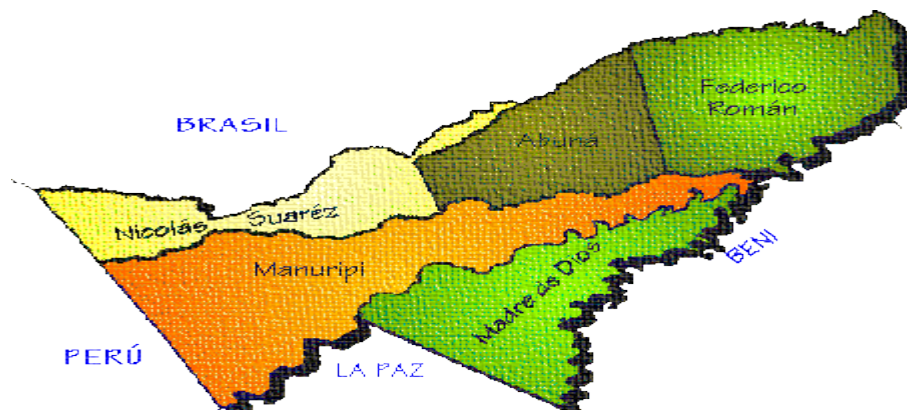 Federico
Román
BRASIL
Abuná
Nicolás Suaréz
Manuripi
Madre de Dios
BENI
PERÚ
LA PAZ